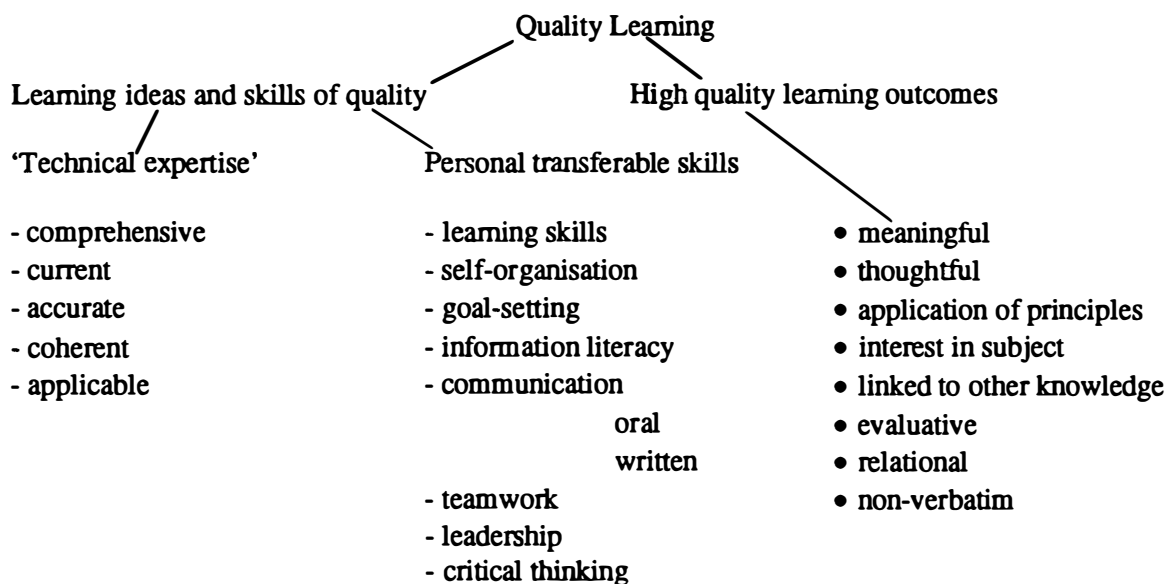 Quality Learning
Learning ideas and skills of quality
High quality learning outcomes
'Technical expertise'
Personal transferable skills
- comprehensive
- current
- accurate
- coherent
- applicable
- learning skills
- self-organisation
- goal-setting
- information literacy
- communication
oral
written
- teamwork
- leadership
- critical thinking
• meaningful
• thoughtful
• application of principles
• interest in subject
• linked to other knowledge
• evaluative
• relational
• non-verbatim